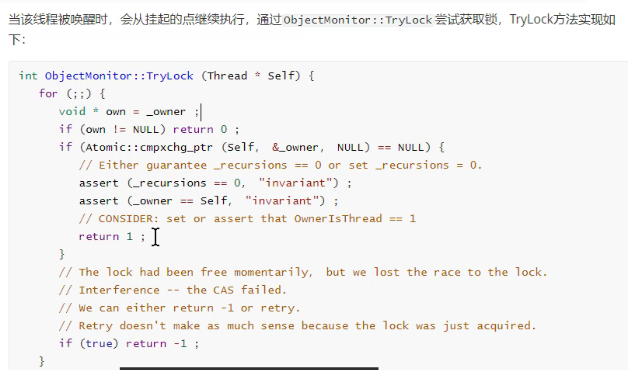 当该线程被唤醒时，会从挂起的点继续执行，通过ObjectMonitor::TryLock尝试获取锁，TryLock方法实现如
下：
int ObjectMonitor::TryLock (Thread * Self) {
for (;;) {
void * own = _owner ;
if (own != NULL) return 0 ;
if (Atomic::cmpxchg_ptr (Self, &_owner, NULL) == NULL) {
// Either guarantee _recursions == 0 or set _recursions = 0.
assert (_recursions == 0, "invariant") ;
assert (_owner == Self, "invariant") ;
// CONSIDER: set or assert that OwnerIsThread == 1
return 1 ;
}
// The lock had been free momentarily, but we lost the race to the lock.
// Interference -- the CAS failed.
// We can either return -1 or retry.
// Retry doesn't make as much sense because the lock was just acquired.
if (true) return -1 ;
}